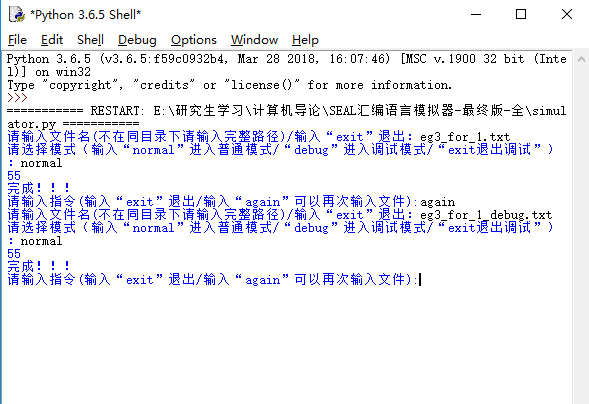 *Python 3.6.5 Shell*
File Edit Shell Debug Options Window Help
Python 3.6.5 (v3.6.5:f59c0932b4, Mar 28 2018, 16:07:46) [MSC v.1900 32 bit (Inte
l)] on win32
Type "copyright", "credits" or "license()" for more information.
>>>
=========== RESTART: E:\研究生学习\计算机导论\SEAL汇编语言模拟器-最终版-全\simul
ator.py ===========
请输入文件名(不在同目录下请输入完整路径)/输入“exit”退出：eg3_for_1.txt
请选择模式（输入“normal”进入普通模式/“debug”进入调试模式/“exit退出调试”）
：normal
55
完成！！！
请输入指令(输入“exit”退出/输入“again”可以再次输入文件):again
请输入文件名(不在同目录下请输入完整路径)/输入“exit”退出：eg3_for_1_debug.txt
请选择模式（输入“normal”进入普通模式/“debug”进入调试模式/“exit退出调试”）
：normal
55
完成！！！
请输入指令(输入“exit”退出/输入“again”可以再次输入文件):